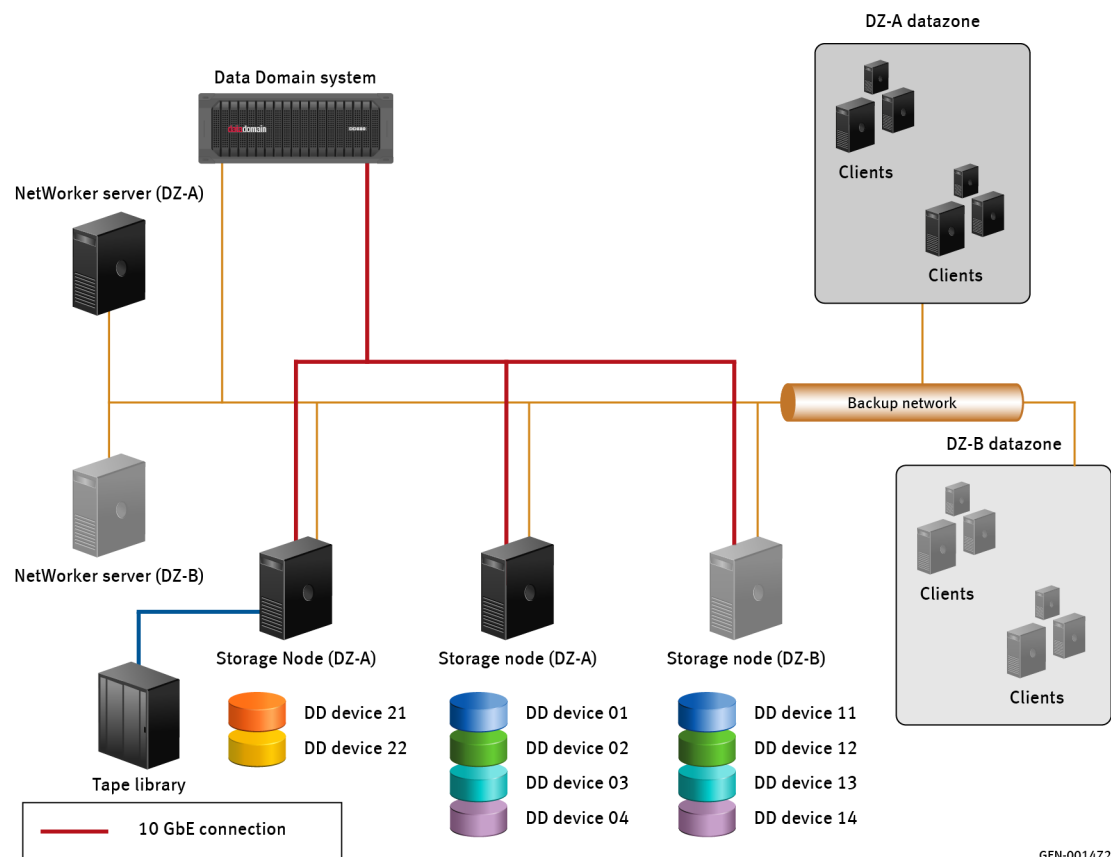 DZ-A datazone
Data Domain system
NetWorker server (DZ-A)
Clients
Clients
Backup network
DZ-B datazone
NetWorker server (DZ-B)
Clients
Clients
Storage Node (DZ-A)
Storage node (DZ-A)
Storage node (DZ-B)
DD device 21
DD device 01
DD device 11
DD device 22
DD device 02
DD device 12
DD device 03
DD device 13
DD device 04
DD device 14
Tape library
10 GbE connection
GEN-001472